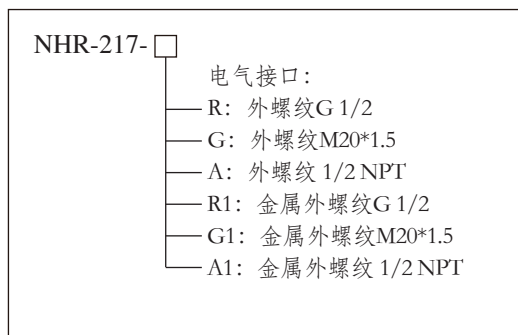 NHR-217-
电气接口:
R: 外螺纹G 1/2
G: 外螺纹M20*1.5
A: 外螺纹 1/2 NPT
R1: 金属外螺纹G 1/2
G1: 金属外螺纹M20*1.5
A1: 金属外螺纹 1/2 NPT